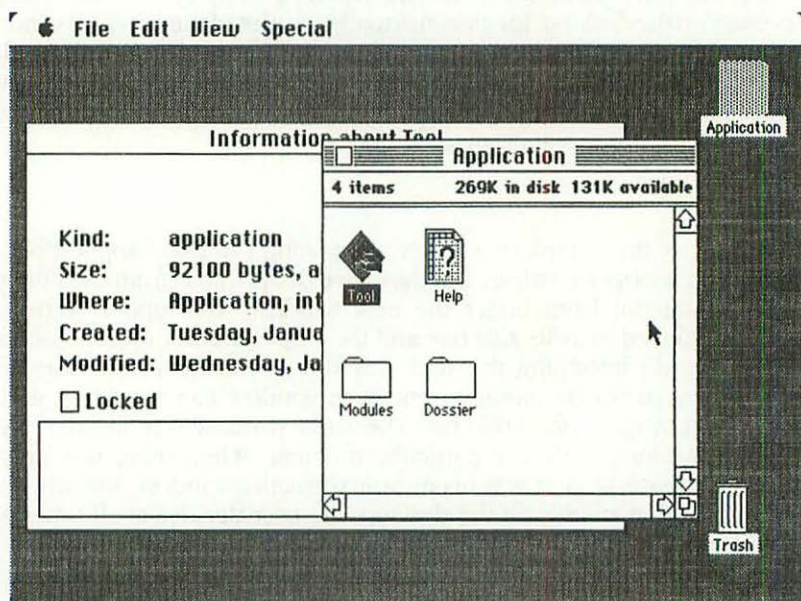 File Edit View Special
Application
Information about Tool
Kind: application
Size: 92100 bytes, a
Where: Application, int
Created: Tuesday, Janua
Modified: Wednesday, Ja
Locked
Application
4 items 269K in disk 131K available
Tool
Help
Modules
Dossier
Trash